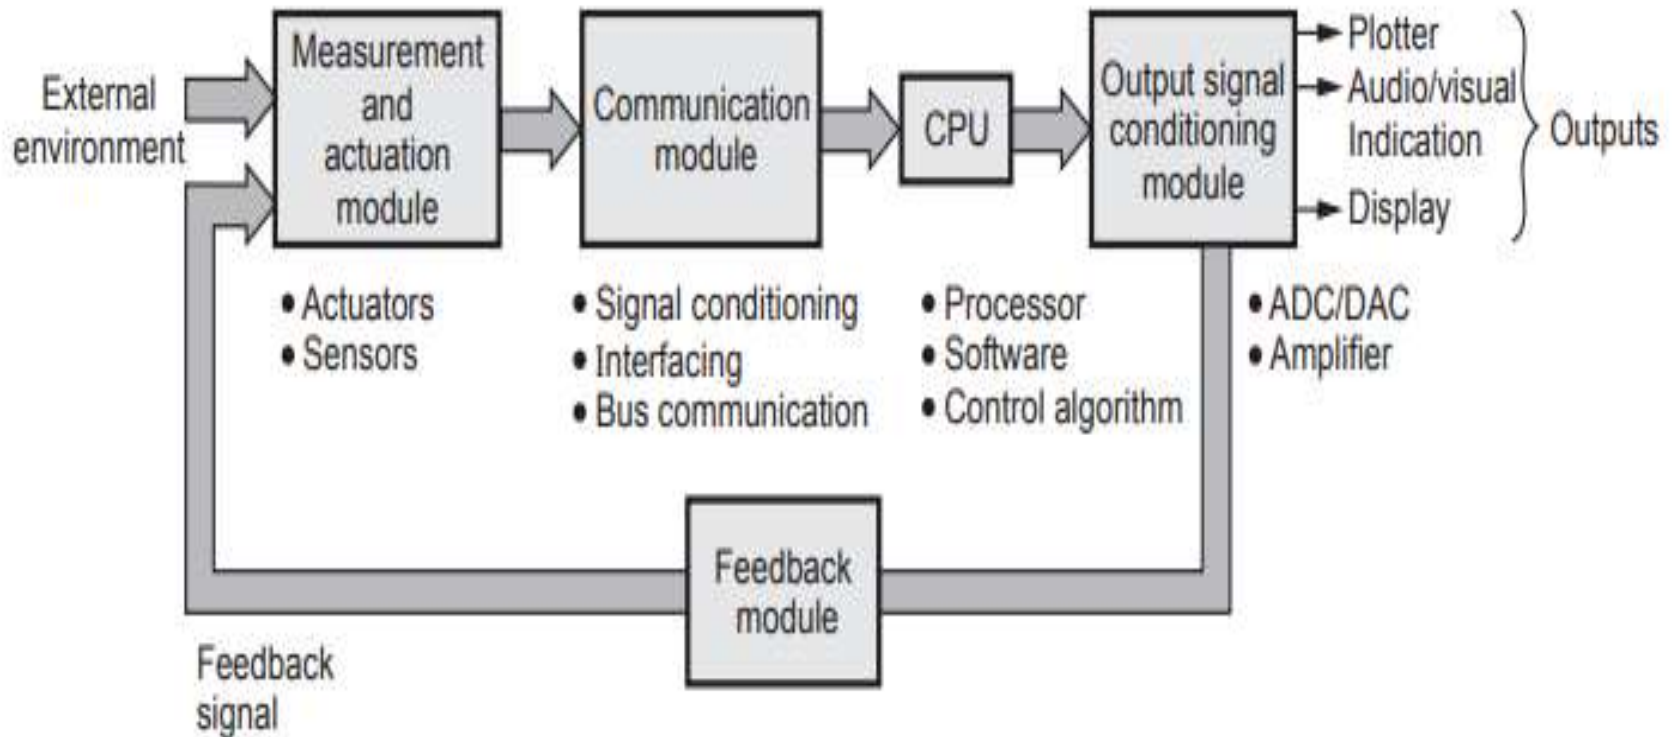 External
environment
Measurement
and
actuation
module
Communication
module
CPU
Output signal
conditioning
module
Plotter
Audio/visual
Indication
Display
Outputs
• Actuators
• Sensors
• Signal conditioning
• Interfacing
• Bus communication
• Processor
• Software
• Control algorithm
• ADC/DAC
• Amplifier
Feedback
module
Feedback
signal